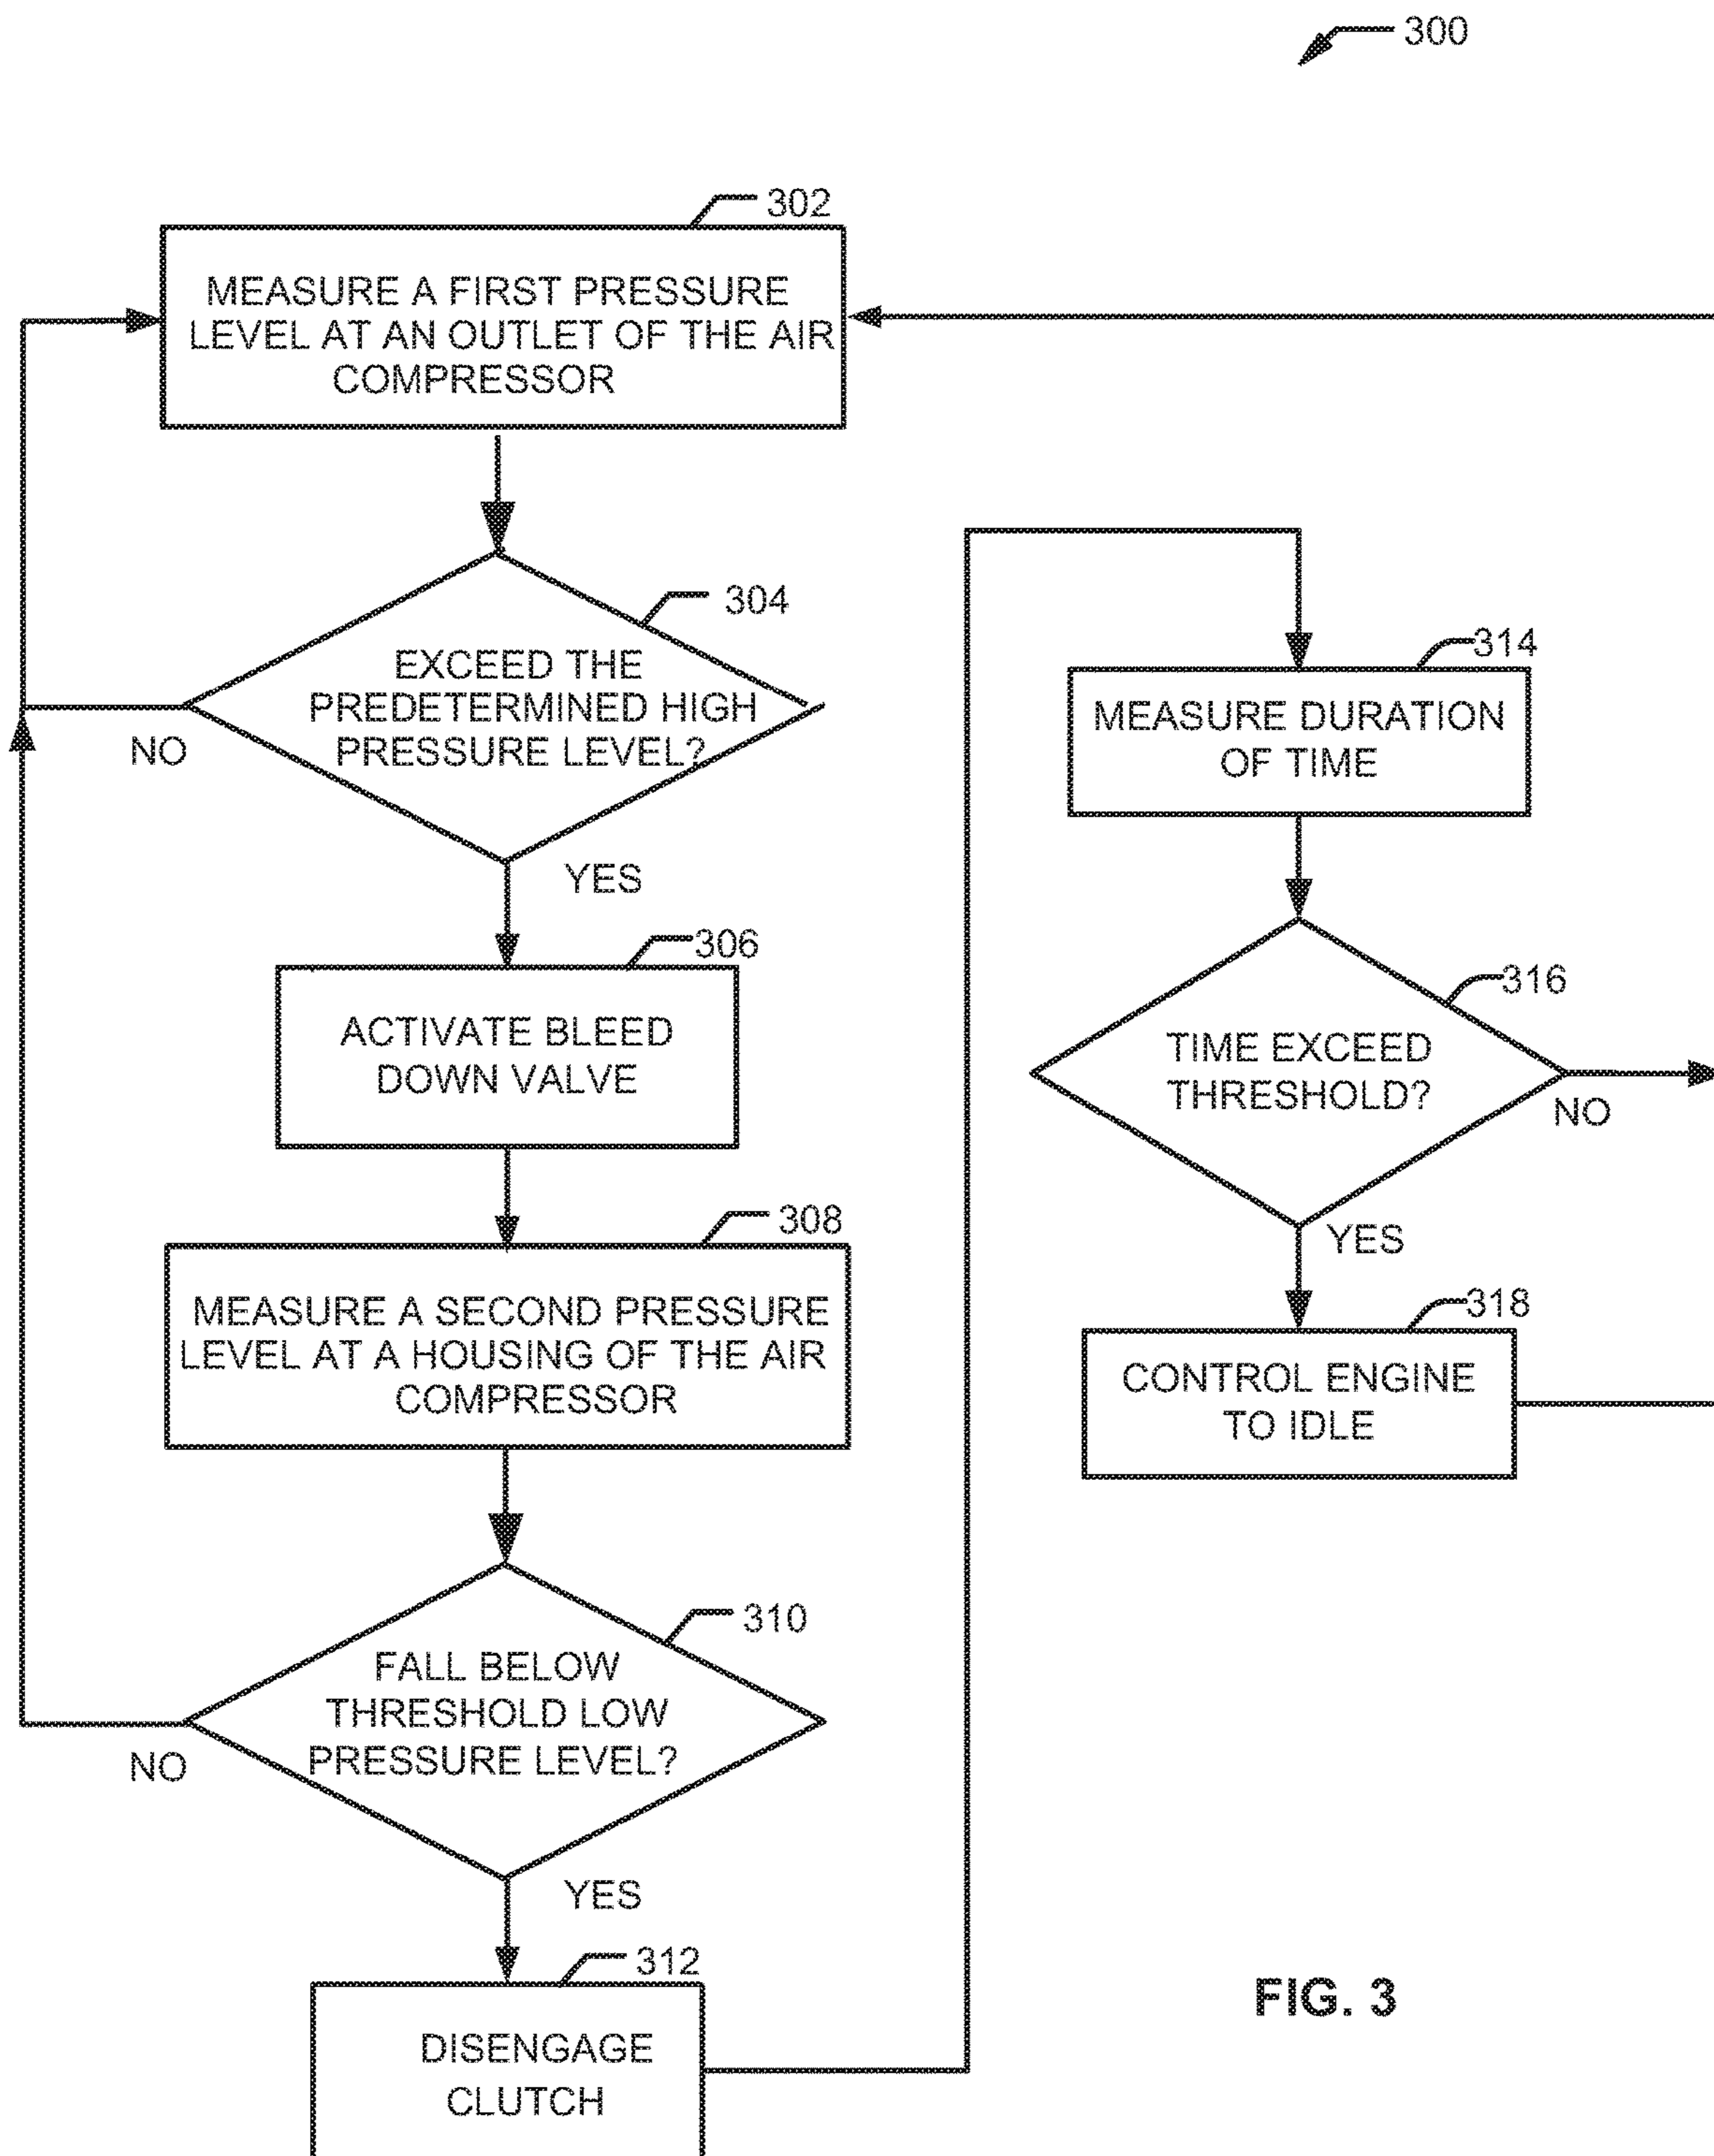 300
302
MEASURE A FIRST PRESSURE
LEVEL AT AN OUTLET OF THE AIR
COMPRESSOR
304
EXCEED THE
PREDETERMINED HIGH
PRESSURE LEVEL?
NO
YES
306
ACTIVATE BLEED
DOWN VALVE
308
MEASURE A SECOND PRESSURE
LEVEL AT A HOUSING OF THE AIR
COMPRESSOR
310
FALL BELOW
THRESHOLD LOW
PRESSURE LEVEL?
NO
YES
312
DISENGAGE
CLUTCH
314
MEASURE DURATION
OF TIME
316
TIME EXCEED
THRESHOLD?
NO
YES
318
CONTROL ENGINE
TO IDLE
FIG. 3